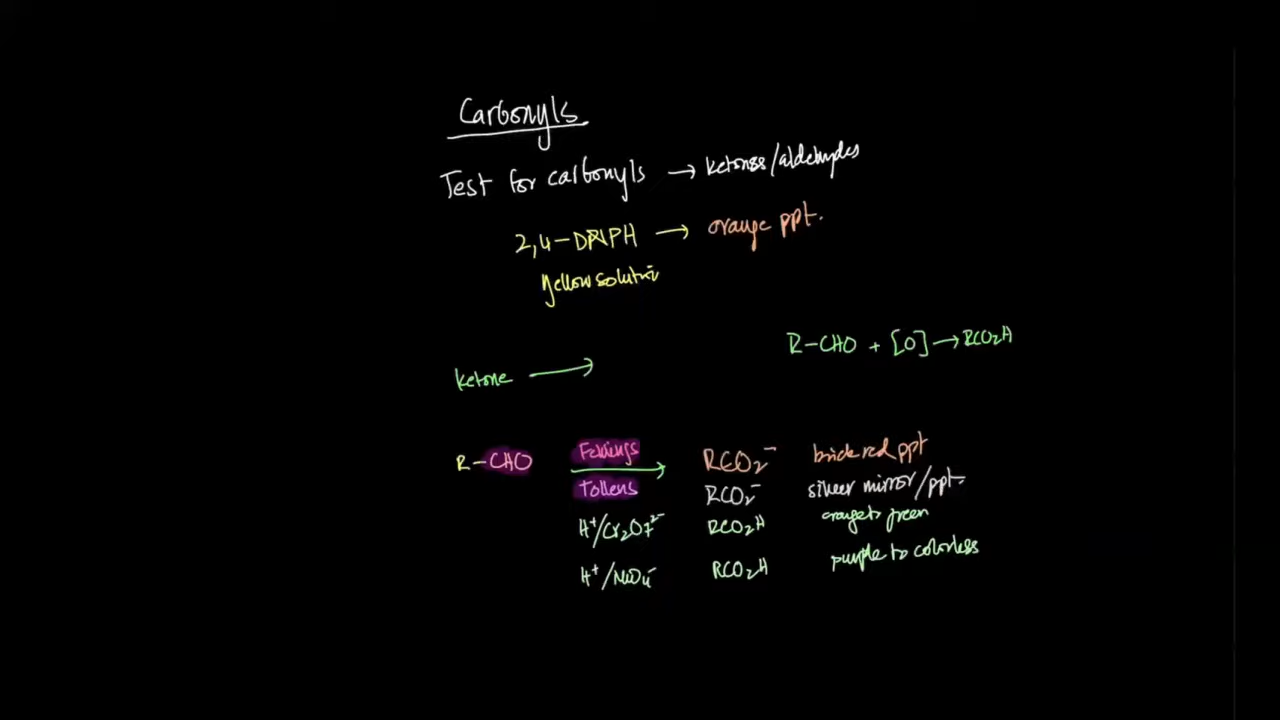 Carbonyls
Test for carbonyls → ketones/aldehydes
2,4-DNPH → orange ppt.
yellow solution
R-CHO + [O] → RCO2H
ketone →
R-CHO Fehlings RCO2⁻ brick red ppt
Tollens RCO2⁻ silver mirror/ppt.
H⁺/Cr2O7²⁻ RCO2H orange to green
H⁺/MnO4⁻ RCO2H purple to colorless